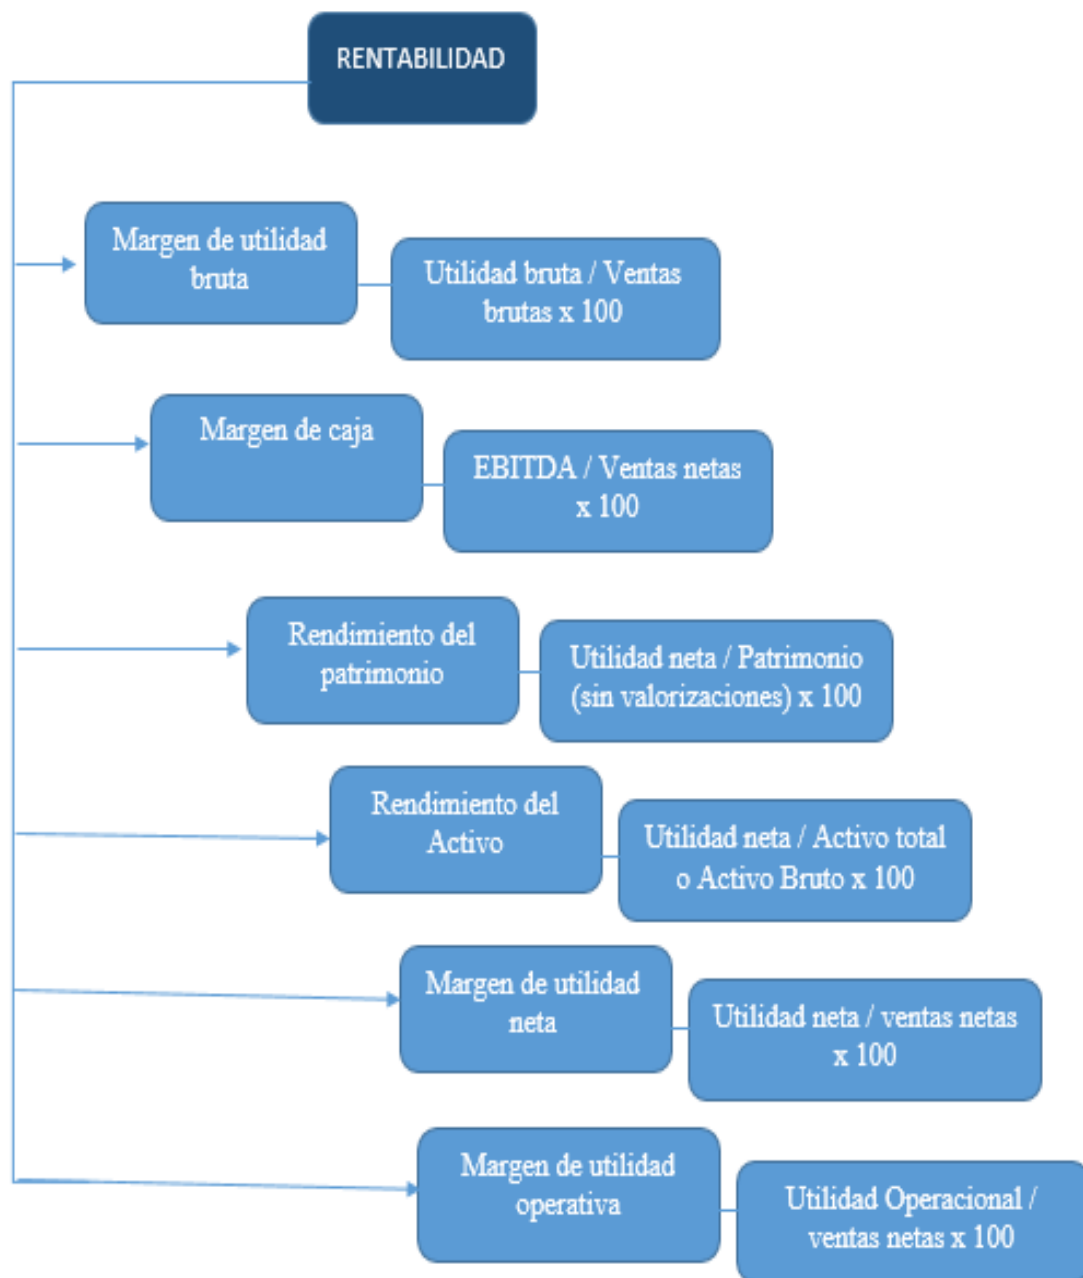 RENTABILIDAD
Margen de utilidad
bruta
Utilidad bruta / Ventas
brutas x 100
Margen de caja
EBITDA / Ventas netas
x 100
Rendimiento del
patrimonio
Utilidad neta / Patrimonio
(sin valorizaciones) x 100
Rendimiento del
Activo
Utilidad neta / Activo total
o Activo Bruto x 100
Margen de utilidad
neta
Utilidad neta / ventas netas
x 100
Margen de utilidad
operativa
Utilidad Operacional /
ventas netas x 100